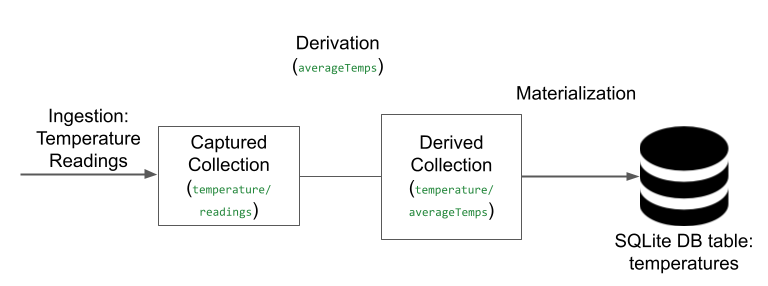 Derivation
(averageTemps)
Materialization
Ingestion:
Temperature
Readings
Captured
Collection
(temperature/
readings)
Derived
Collection
(temperature/
averageTemps)
SQLite DB table:
temperatures